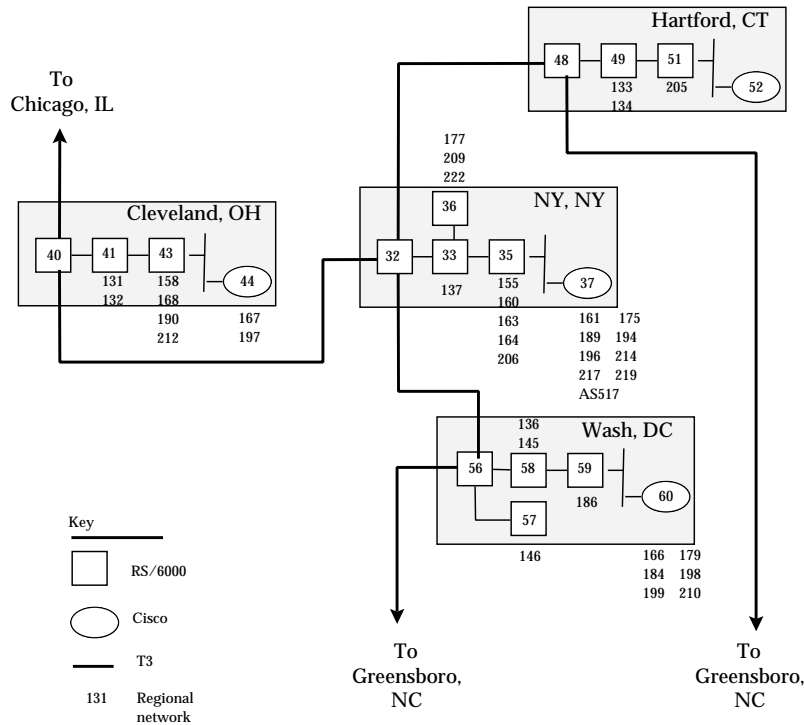 Hartford, CT
48
49
51
52
133
134
205
To
Chicago, IL
177
209
222
Cleveland, OH
40
41
43
44
131
132
158
168
190
212
167
197
NY, NY
36
32
33
35
37
137
155
160
163
164
206
161 175
189 194
196 214
217 219
AS517
Wash, DC
136
145
56
58
59
60
186
57
146
166 179
184 198
199 210
Key
RS/6000
Cisco
T3
131 Regional
network
To
Greensboro,
NC
To
Greensboro,
NC